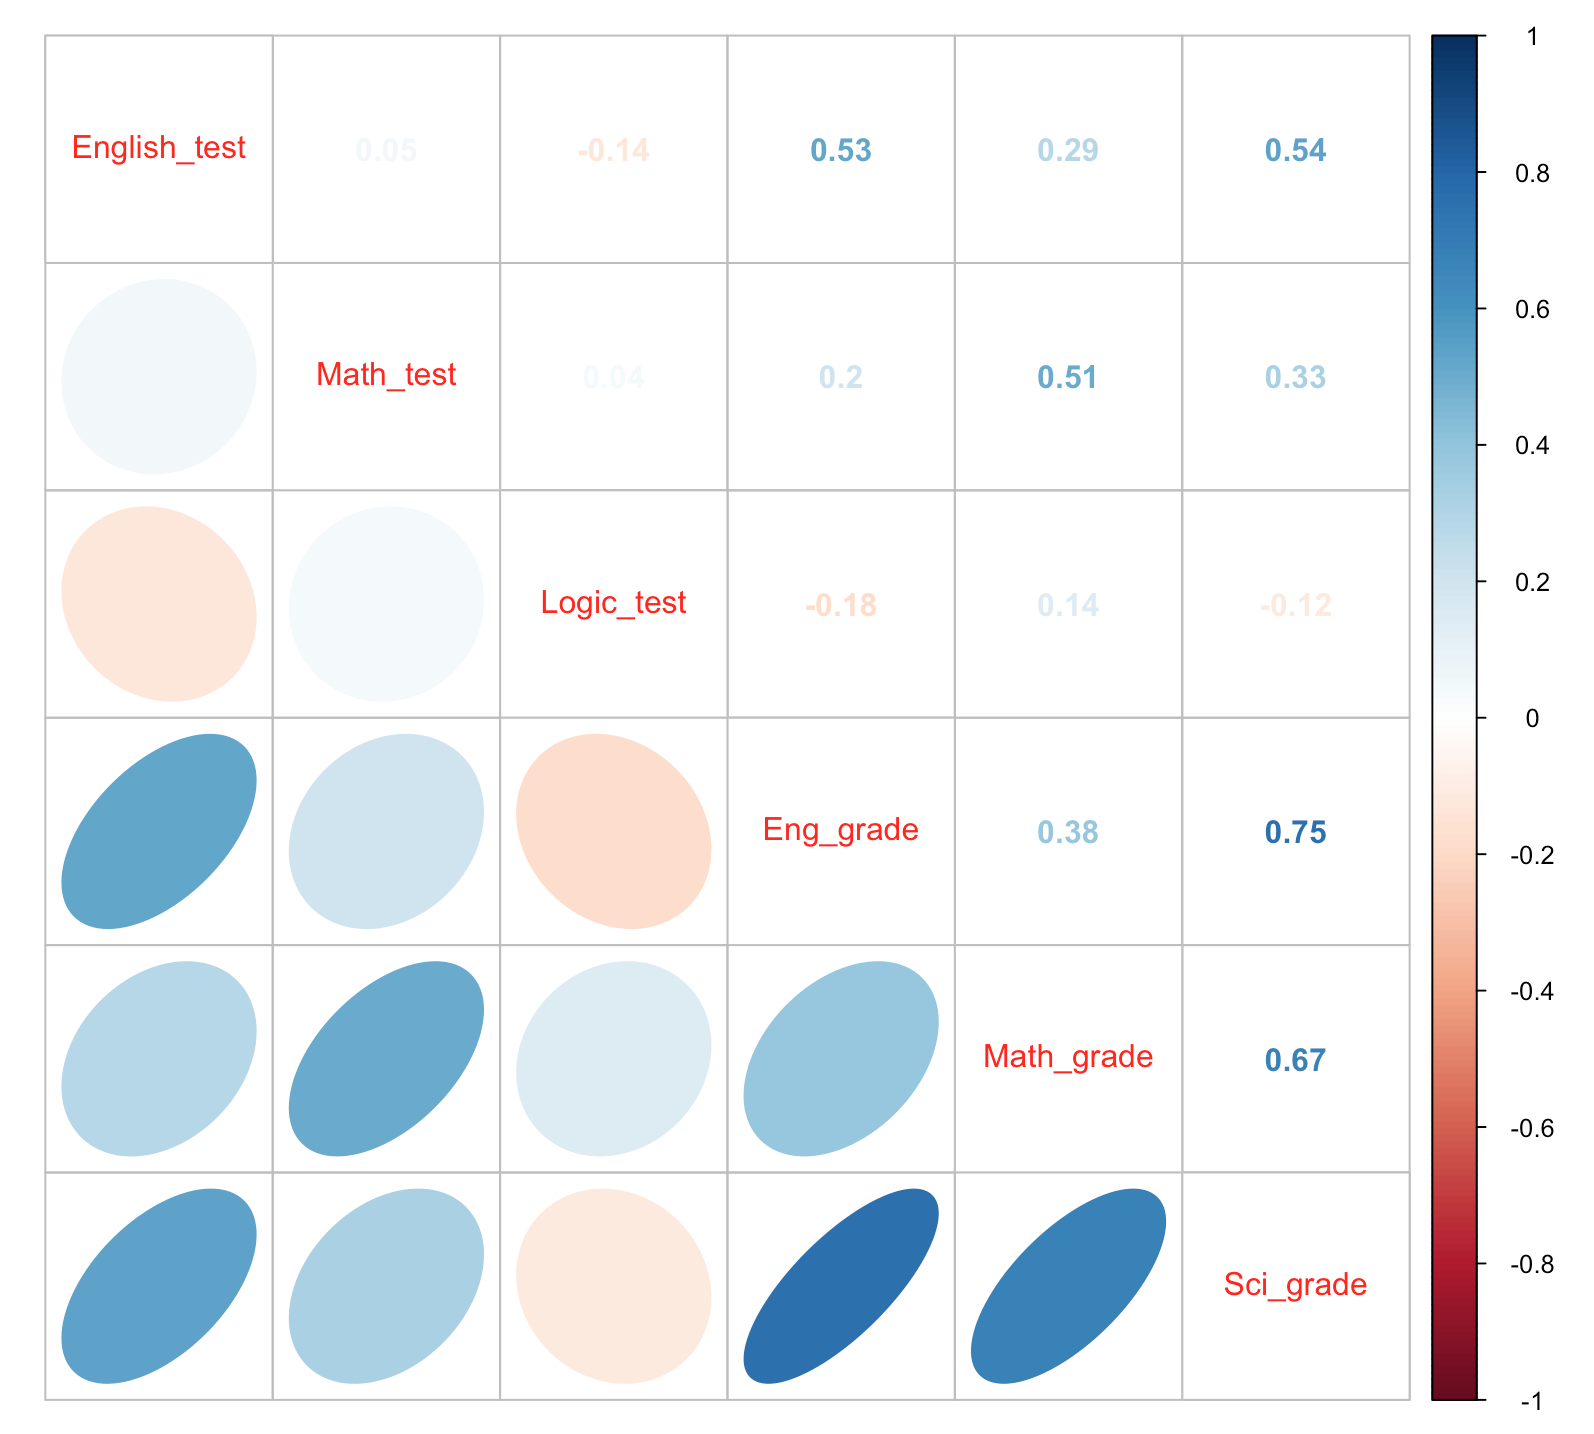 English_test 0.05 -0.14 0.53 0.29 0.54
Math_test 0.04 0.2 0.51 0.33
Logic_test -0.18 0.14 -0.12
Eng_grade 0.38 0.75
Math_grade 0.67
Sci_grade
1
0.8
0.6
0.4
0.2
0
-0.2
-0.4
-0.6
-0.8
-1